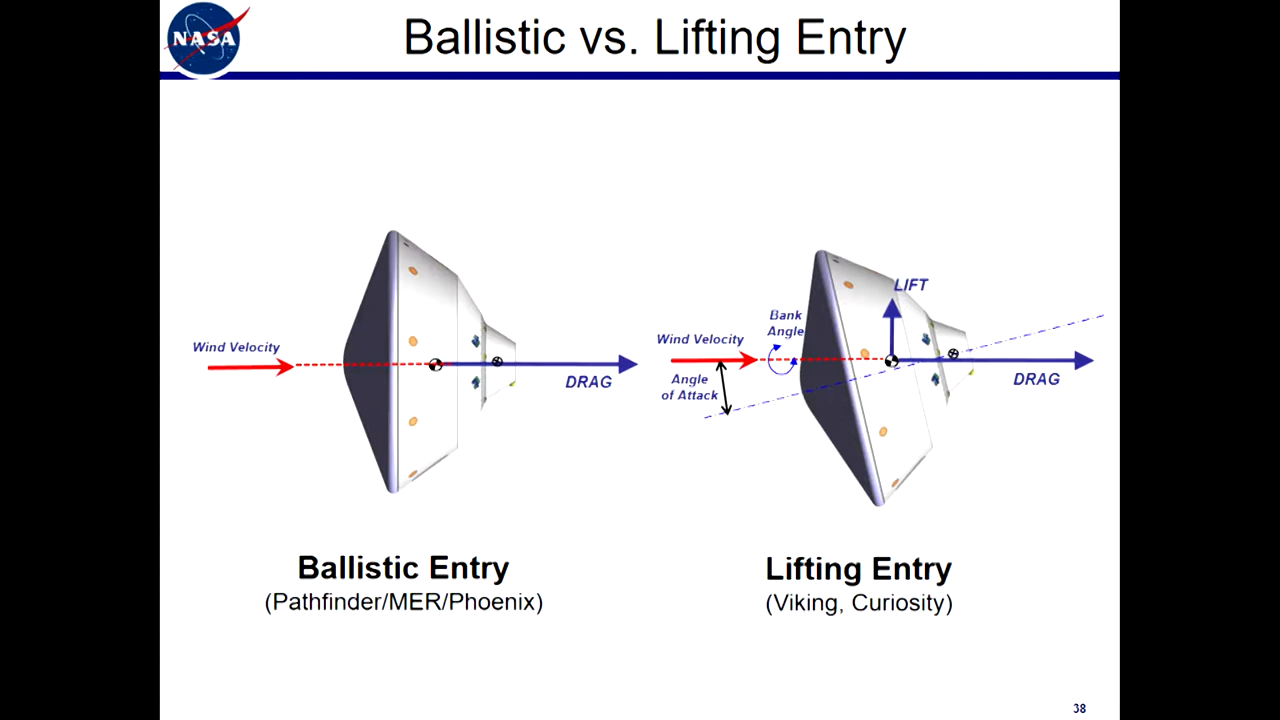 NASA
Ballistic vs. Lifting Entry
Wind Velocity
DRAG
LIFT
Bank
Angle
Wind Velocity
Angle
of Attack
DRAG
Ballistic Entry
(Pathfinder/MER/Phoenix)
Lifting Entry
(Viking, Curiosity)
38